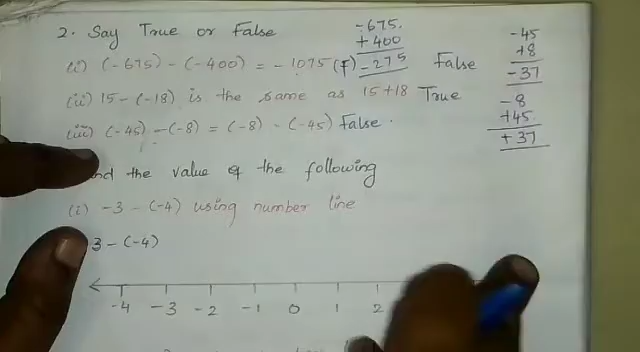 2. Say True or False
(i) (-675) - (-400) = -1075 (F) False
-675.
+400
-275
(ii) 15 - (-18) is the same as 15+18 True
(iii) (-45) - (-8) = (-8) - (-45) False.
-45
+8
-37
-8
+45
+37
the value of the following
(i) -3 - (-4) using number line
3 - (-4)
-4 -3 -2 -1 0 1 2